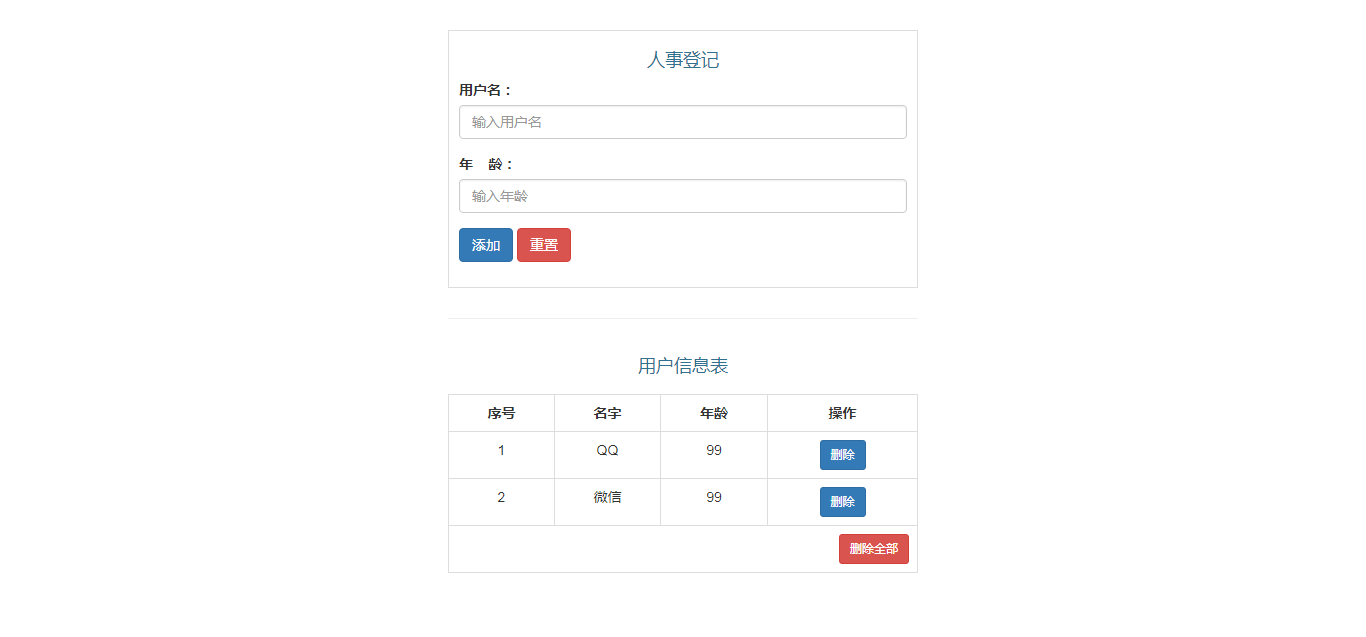 人事登记
用户名：
输入用户名
年　龄：
输入年龄
添加 重置
用户信息表
序号 名字 年龄 操作
1 QQ 99 删除
2 微信 99 删除
删除全部